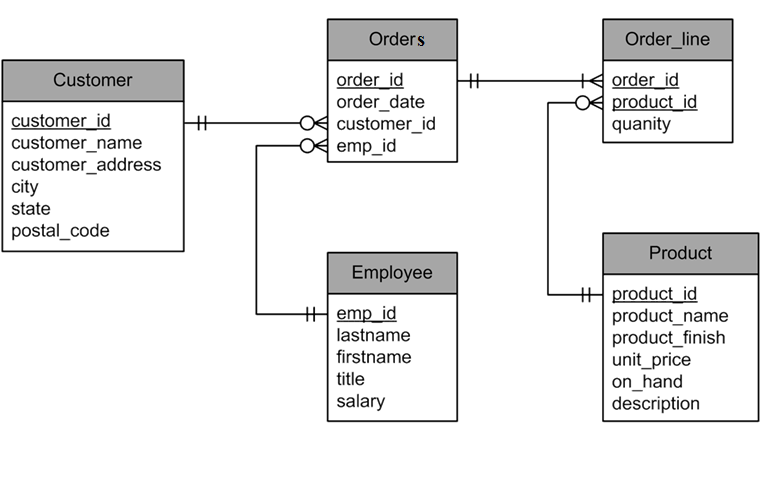 Customer
customer_id
customer_name
customer_address
city
state
postal_code
Orders
order_id
order_date
customer_id
emp_id
Order_line
order_id
product_id
quanity
Employee
emp_id
lastname
firstname
title
salary
Product
product_id
product_name
product_finish
unit_price
on_hand
description